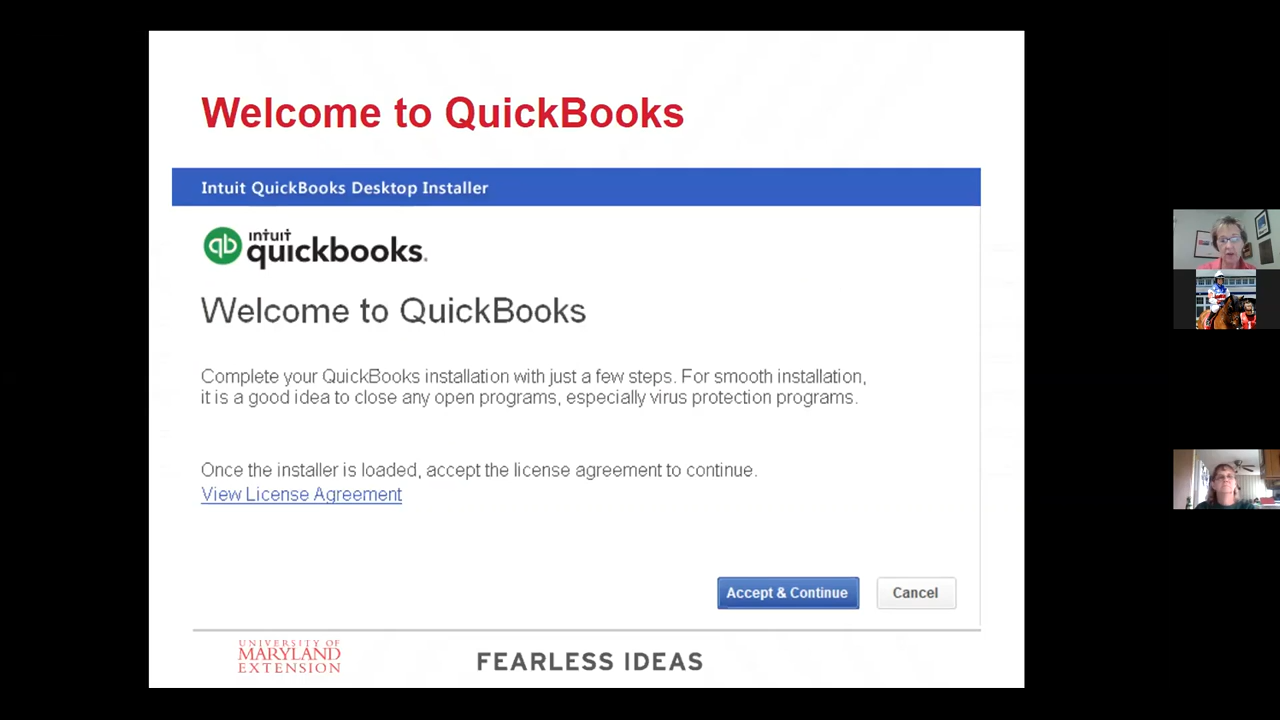 Welcome to QuickBooks
Intuit QuickBooks Desktop Installer
qb ıntuıt quickbooks.
Welcome to QuickBooks
Complete your QuickBooks installation with just a few steps. For smooth installation,
it is a good idea to close any open programs, especially virus protection programs.
Once the installer is loaded, accept the license agreement to continue.
View License Agreement
Accept & Continue
Cancel
UNIVERSITY OF
MARYLAND
EXTENSION
FEARLESS IDEAS